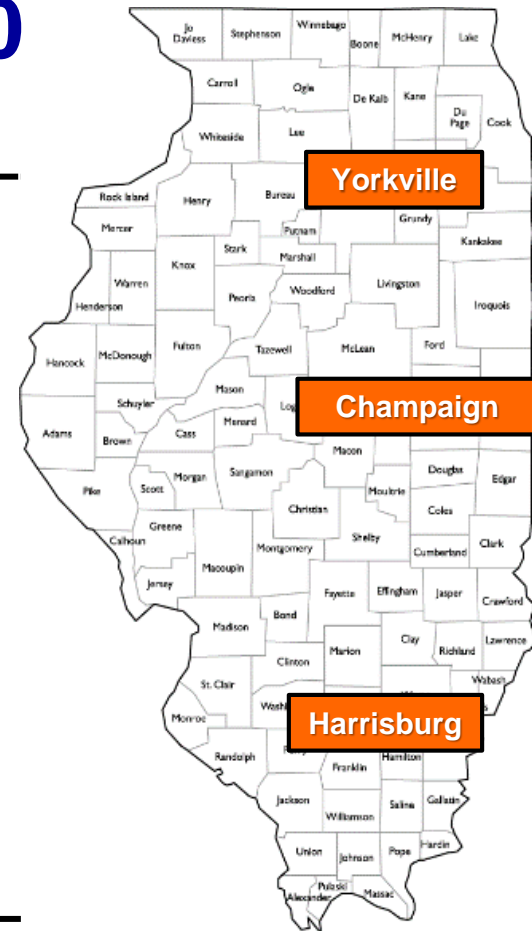 0
Jo
Daviess
Stephenson
Winnebago
Boone
McHenry
Lake
Carroll
Ogle
De Kalb
Kane
Du
Page
Cook
Whiteside
Lee
Yorkville
Rock Island
Henry
Bureau
Putnam
Grundy
Mercer
Kankakee
Stark
Marshall
Knox
Warren
Henderson
Peoria
Woodford
Livingston
Iroquois
Hancock
McDonough
Fulton
Tazewell
McLean
Ford
Mason
Schuyler
Log
Champaign
Adams
Brown
Cass
Menard
Macon
Pike
Scott
Morgan
Sangamon
Christian
Moultrie
Douglas
Edgar
Coles
Greene
Calhoun
Shelby
Clark
Cumberland
Macoupin
Montgomery
Jersey
Fayette
Effingham
Jasper
Crawford
Madison
Bond
Clay
Richland
Lawrence
Marion
Clinton
Wabash
St. Clair
Wash
Harrisburg
Monroe
Randolph
Hamilton
Franklin
Jackson
Williamson
Saline
Gallatin
Union
Johnson
Pope
Hardin
Pulaski
Alexander
Massac